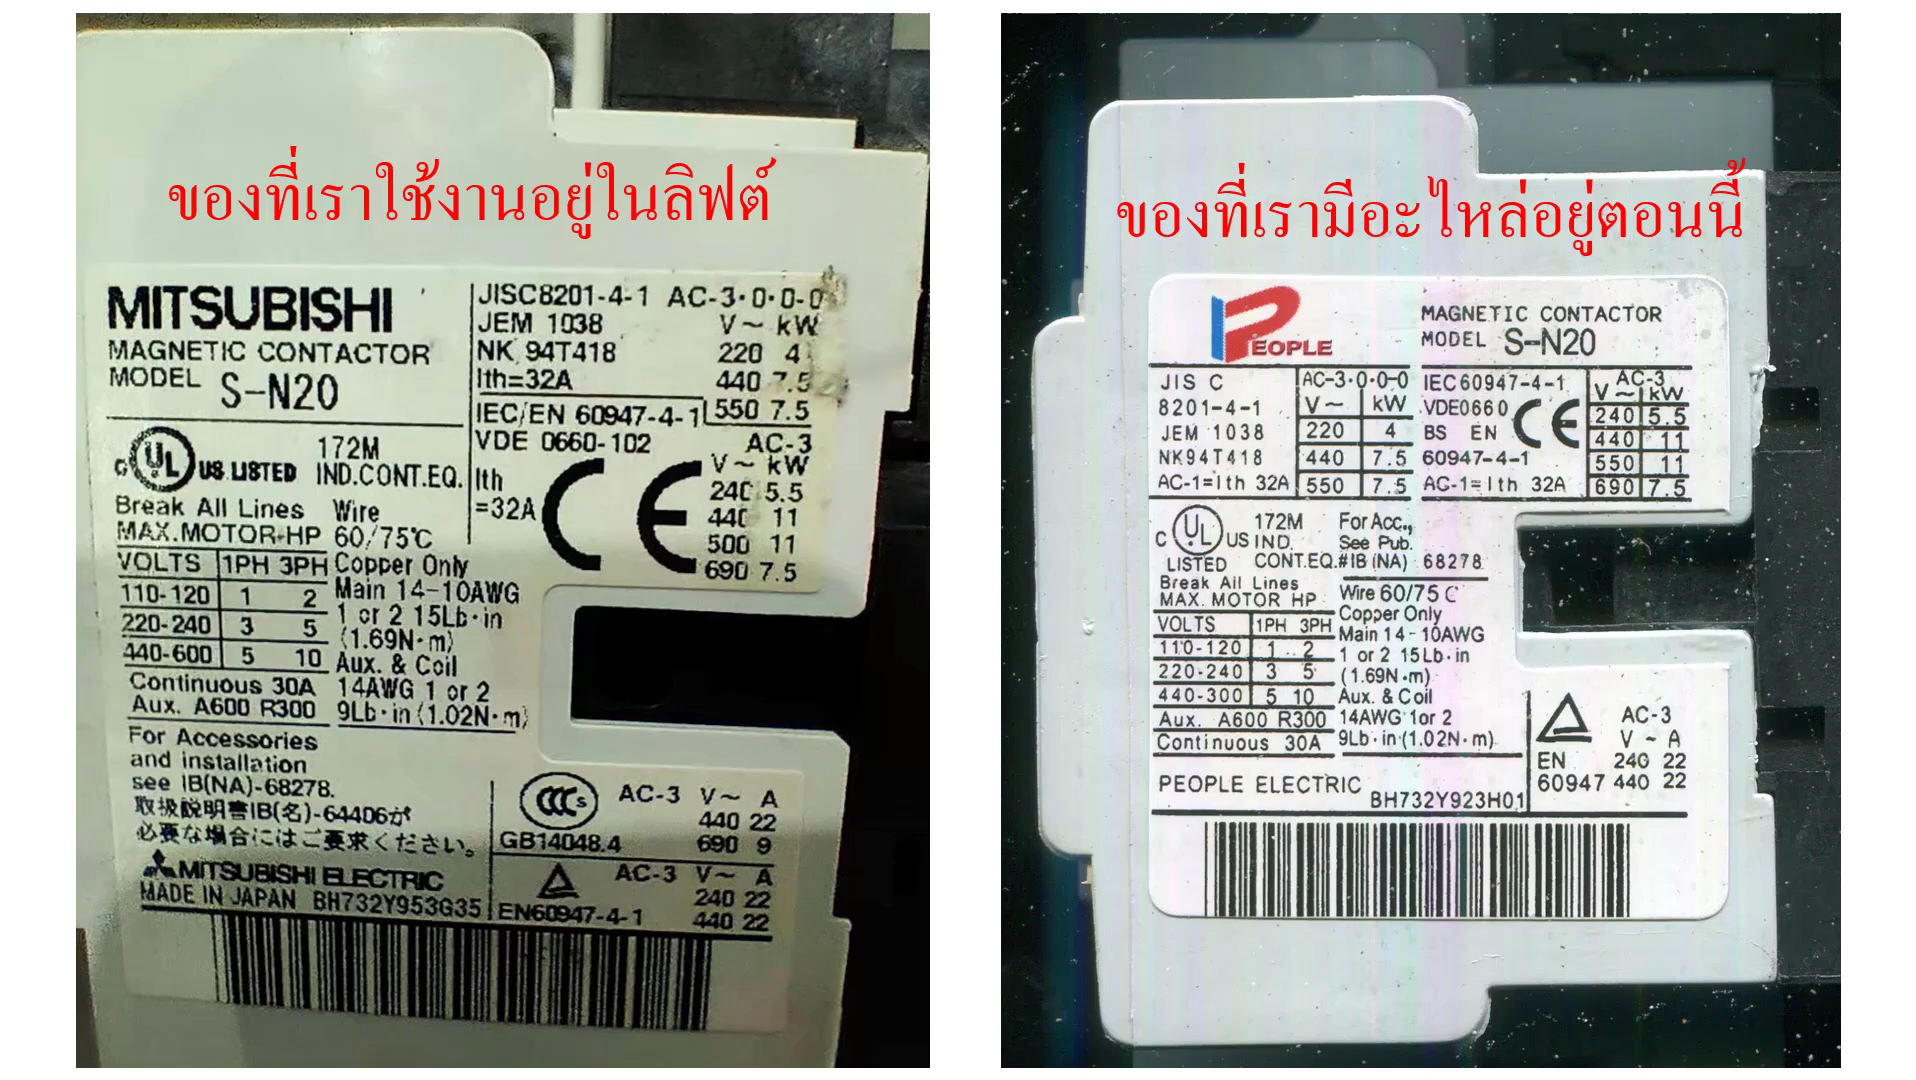 ของที่เราใช้งานอยู่ในลิฟต์
MITSUBISHI
MAGNETIC CONTACTOR
MODEL S-N20
JISC8201-4-1 AC-3·0·0-0
JEM 1038 V~ kW
NK 94T418 220 4
Ith=32A 440 7.5
IEC/EN 60947-4-1 550 7.5
VDE 0660-102 AC-3
V~ kW
Ith
=32A
CE
240 5.5
440 11
500 11
690 7.5
C UL US LISTED
172M
IND.CONT.EQ.
Break All Lines
MAX.MOTOR-HP
VOLTS 1PH 3PH
110-120 1 2
220-240 3 5
440-600 5 10
Continuous 30A
Aux. A600 R300
Wire
60/75℃
Copper Only
Main 14-10AWG
1 or 2 15Lb·in
(1.69N·m)
Aux. & Coil
14AWG 1 or 2
9Lb·in(1.02N·m)
For Accessories
and installation
see IB(NA)-68278.
取扱説明書IB(名)-64406が
必要な場合にはご要求ください。
MITSUBISHI ELECTRIC
MADE IN JAPAN BH732Y953G35
CCC S
GB14048.4
AC-3 V~ A
440 22
690 9
EN60947-4-1
AC-3 V~ A
240 22
440 22
ของที่เรามีอะไหล่อยู่ตอนนี้
PEOPLE
MAGNETIC CONTACTOR
MODEL S-N20
JIS C
8201-4-1
JEM 1038
NK94T418
AC-1=Ith 32A
AC-3·0·0-0
V~ kW
220 4
440 7.5
550 7.5
IEC60947-4-1
VDE0660
BS EN
60947-4-1
AC-1=Ith 32A
CE
AC-3
V~ kW
240 5.5
440 11
550 11
690 7.5
C UL US
LISTED
172M
IND.
CONT.EQ.
For Acc.,
See Pub.
#IB(NA) 68278
Break All Lines
MAX. MOTOR HP
VOLTS 1PH 3PH
110-120 1 2
220-240 3 5
440-300 5 10
Aux. A600 R300
Continuous 30A
Wire 60/75 C
Copper Only
Main 14-10AWG
1 or 2 15Lb·in
(1.69N·m)
Aux. & Coil
14AWG 1or 2
9Lb·in(1.02N·m)
PEOPLE ELECTRIC
BH732Y923H01
AC-3
V ~ A
EN 240 22
60947 440 22